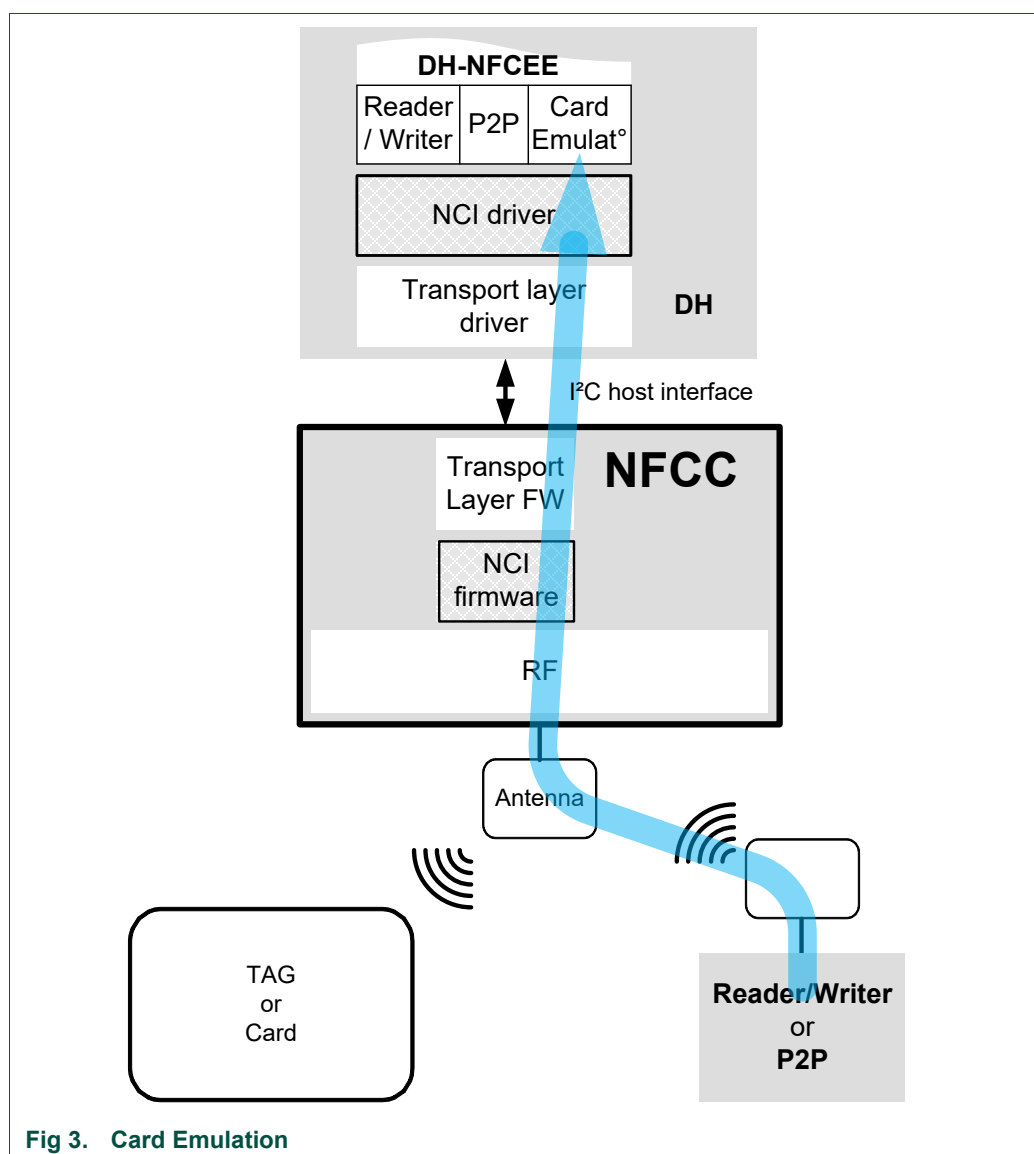 DH-NFCEE
Reader
/ Writer
P2P
Card
Emulat°
NCI driver
Transport layer
driver
DH
I²C host interface
Transport
Layer FW
NFCC
NCI
firmware
RF
Antenna
TAG
or
Card
Reader/Writer
or
P2P
Fig 3. Card Emulation